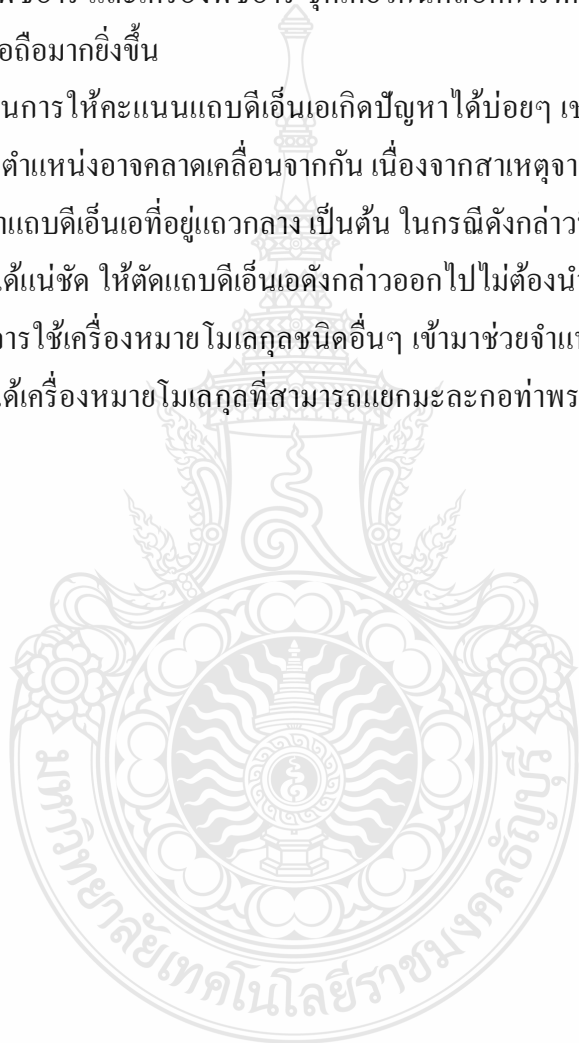 และเครื่องพีซีอาร์
อถือมากยิ่งขึ้น
นการให้คะแนนแถบดีเอ็นเอเกิดปัญหาได้บ่อยๆ เช
ตำแหน่งอาจคลาดเคลื่อนจากกัน เนื่องจากสาเหตุจา
แถบดีเอ็นเอที่อยู่แถวกลาง เป็นต้น ในกรณีดังกล่าว
ด้แน่ชัด ให้ตัดแถบดีเอ็นเอดังกล่าวออกไปไม่ต้องนำ
ารใช้เครื่องหมายโมเลกุลชนิดอื่นๆ เข้ามาช่วยจำแ
ด้เครื่องหมายโมเลกุลที่สามารถแยกมะละกอท่าพร
มหาวิทยาลัยเทคโนโลยีราชมงคลธัญบุรี